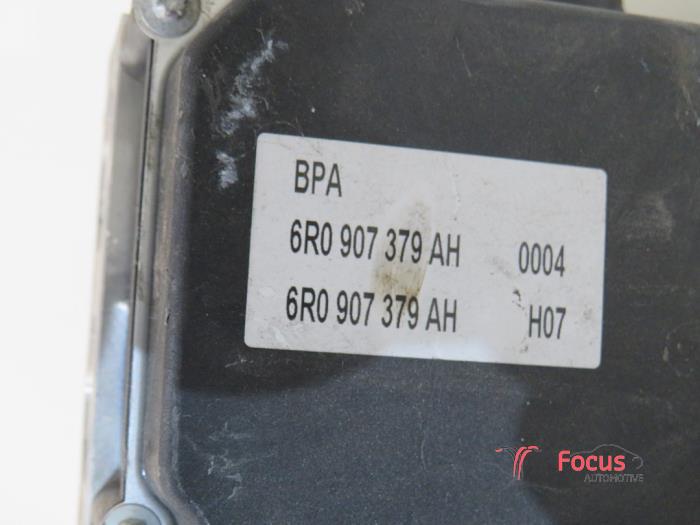 BPA
6R0 907 379 AH 0004
6R0 907 379 AH H07
Focus
AUTOMOTIVE